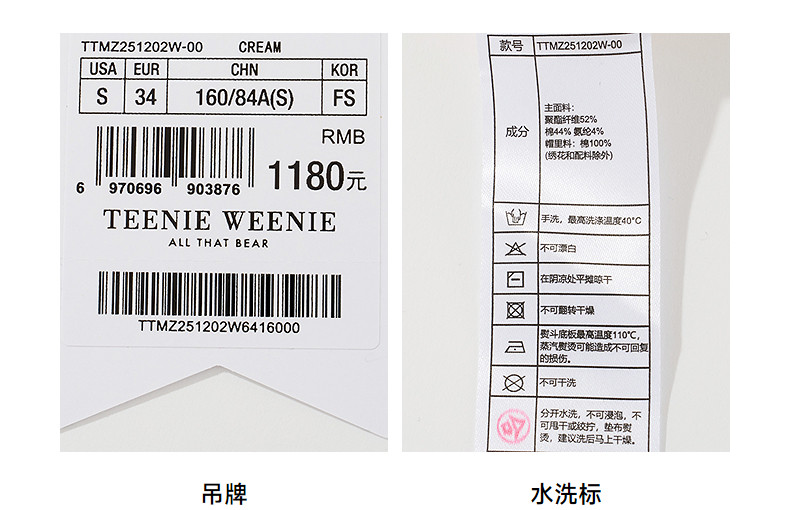 TTMZ251202W-00 CREAM
USA EUR CHN KOR
S 34 160/84A(S) FS
RMB
1180元
6 970696 903876
TEENIE WEENIE
ALL THAT BEAR
TTMZ251202W6416000
吊牌
款号 TTMZ251202W-00
成分
主面料：
聚酯纤维52%
棉44% 氨纶4%
帽里料：棉100%
(绣花和配料除外)
手洗，最高洗涤温度40°C
不可漂白
在阴凉处平摊晾干
不可翻转干燥
熨斗底板最高温度110℃，
蒸汽熨烫可能造成不可回复
的损伤。
不可干洗
分开水洗，不可浸泡，不
可甩干或绞拧，垫布熨
烫，建议洗后马上干燥。
水洗标